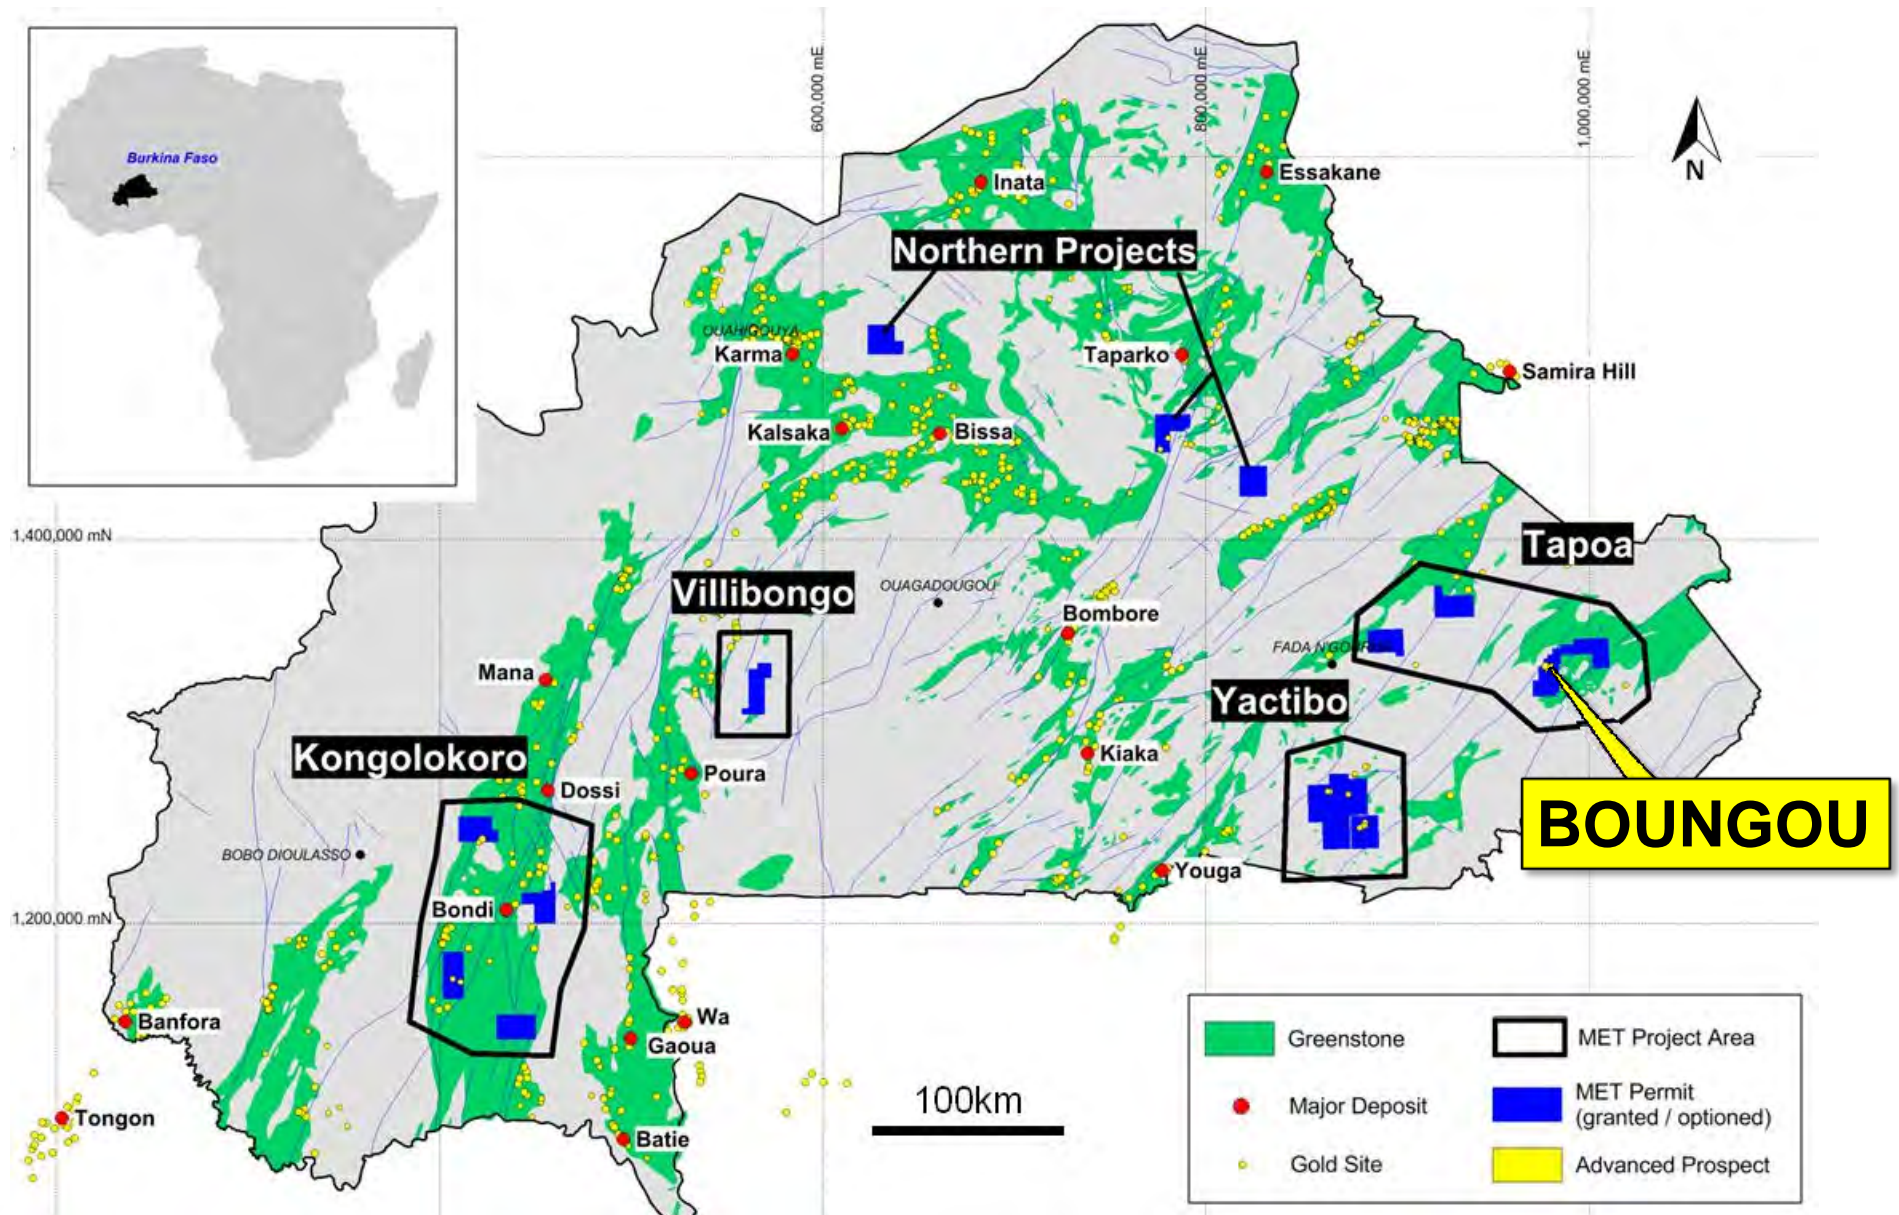 Burkina Faso
600,000 mE
800,000 mE
1,000,000 mE
N
Inata
Essakane
Northern Projects
OUAHIGOUYA
Karma
Taparko
Samira Hill
Kalsaka
Bissa
1,400,000 mN
Tapoa
Villibongo
OUAGADOUGOU
Bombore
FADA N'GOURMA
Mana
Yactibo
Kongolokoro
Poura
Kiaka
Dossi
BOUNGOU
BOBO DIOULASSO
Youga
Bondi
1,200,000 mN
Banfora
Wa
Gaoua
Tongon
Batie
100km
Greenstone
MET Project Area
Major Deposit
MET Permit
(granted / optioned)
Gold Site
Advanced Prospect